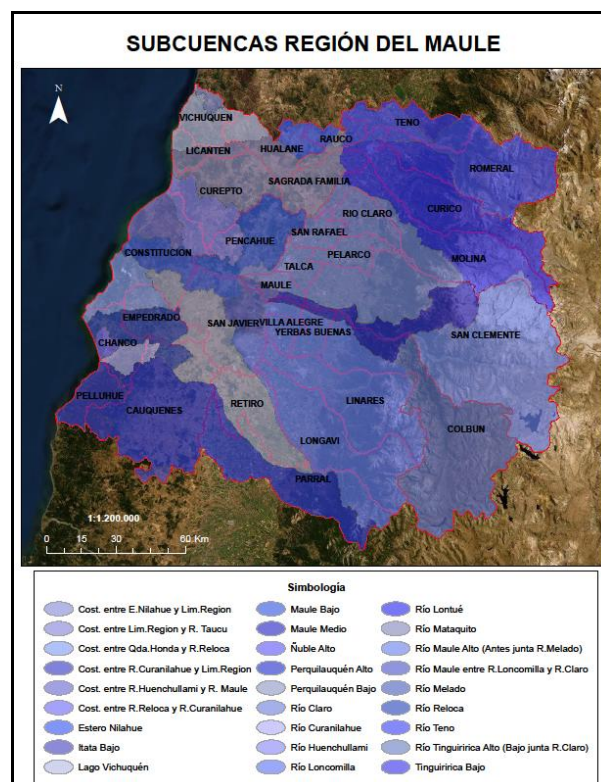 SUBCUENCAS REGIÓN DEL MAULE
N
VICHUQUEN
LICANTEN
HUALANE
RAUCO
TENO
ROMERAL
CUREPTO
SAGRADA FAMILIA
RIO CLARO
CURICO
SAN RAFAEL
PENCAHUE
CONSTITUCIÓN
PELARCO
MOLINA
TALCA
MAULE
EMPEDRADO
SAN JAVIER
VILLA ALEGRE
YERBAS BUENAS
SAN CLEMENTE
CHANCO
PELLUHUE
CAUQUENES
RETIRO
LINARES
COLBUN
LONGAVI
PARRAL
1:1.200.000
0 15 30 60 Km
Simbología
Cost. entre E.Nilahue y Lim.Region
Cost. entre Lim.Region y R. Taucu
Cost. entre Qda.Honda y R.Reloca
Cost. entre R.Curanilahue y Lim.Region
Cost. entre R.Huenchullami y R. Maule
Cost. entre R.Reloca y R.Curanilahue
Estero Nilahue
Itata Bajo
Lago Vichuquén
Maule Bajo
Maule Medio
Ñuble Alto
Perquilauquén Alto
Perquilauquén Bajo
Río Claro
Río Curanilahue
Río Huenchullami
Río Loncomilla
Río Lontué
Río Mataquito
Río Maule Alto (Antes junta R.Melado)
Río Maule entre R.Loncomilla y R.Claro
Río Melado
Río Reloca
Río Teno
Río Tinguiririca Alto (Bajo junta R.Claro)
Tinguiririca Bajo